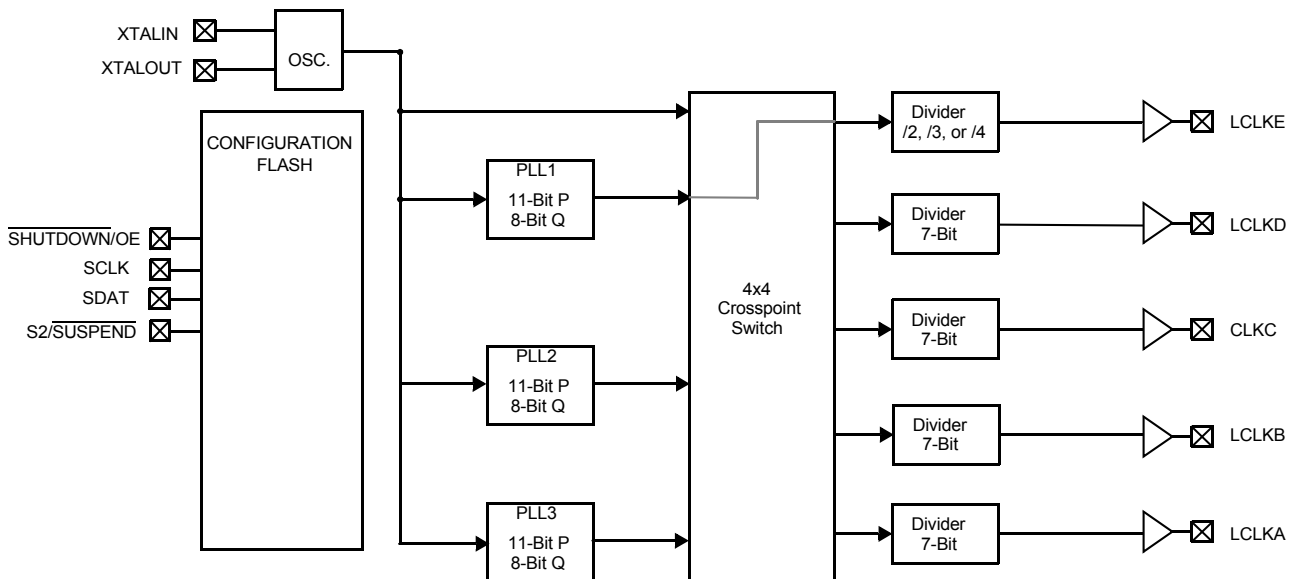 XTALIN
XTALOUT
OSC.
CONFIGURATION
FLASH
SHUTDOWN/OE
SCLK
SDAT
S2/SUSPEND
PLL1
11-Bit P
8-Bit Q
PLL2
11-Bit P
8-Bit Q
PLL3
11-Bit P
8-Bit Q
4x4
Crosspoint
Switch
Divider
/2, /3, or /4
LCLKE
Divider
7-Bit
LCLKD
Divider
7-Bit
CLKC
Divider
7-Bit
LCLKB
Divider
7-Bit
LCLKA